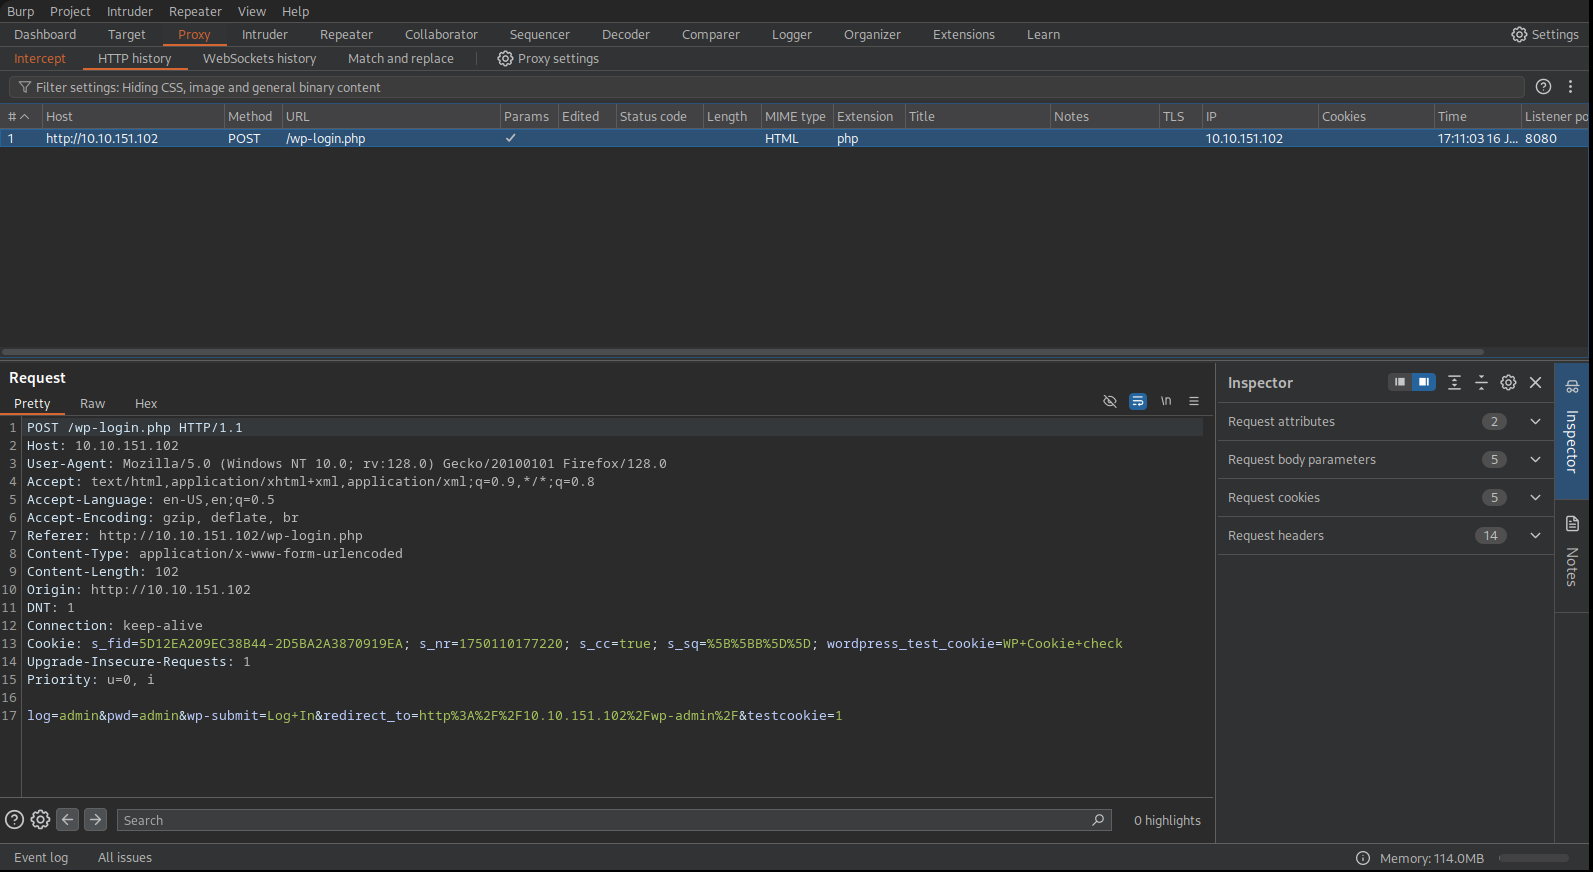 Burp Project Intruder Repeater View Help
Dashboard Target Proxy Intruder Repeater Collaborator Sequencer Decoder Comparer Logger Organizer Extensions Learn Settings
Intercept HTTP history WebSockets history Match and replace Proxy settings
Filter settings: Hiding CSS, image and general binary content
# Host Method URL Params Edited Status code Length MIME type Extension Title Notes TLS IP Cookies Time Listener po
1 http://10.10.151.102 POST /wp-login.php ✓ HTML php 10.10.151.102 17:11:03 16 J... 8080
Request
Pretty Raw Hex \n
1 POST /wp-login.php HTTP/1.1
2 Host: 10.10.151.102
3 User-Agent: Mozilla/5.0 (Windows NT 10.0; rv:128.0) Gecko/20100101 Firefox/128.0
4 Accept: text/html,application/xhtml+xml,application/xml;q=0.9,*/*;q=0.8
5 Accept-Language: en-US,en;q=0.5
6 Accept-Encoding: gzip, deflate, br
7 Referer: http://10.10.151.102/wp-login.php
8 Content-Type: application/x-www-form-urlencoded
9 Content-Length: 102
10 Origin: http://10.10.151.102
11 DNT: 1
12 Connection: keep-alive
13 Cookie: s_fid=5D12EA209EC38B44-2D5BA2A3870919EA; s_nr=1750110177220; s_cc=true; s_sq=%5B%5BB%5D%5D; wordpress_test_cookie=WP+Cookie+check
14 Upgrade-Insecure-Requests: 1
15 Priority: u=0, i
16
17 log=admin&pwd=admin&wp-submit=Log+In&redirect_to=http%3A%2F%2F10.10.151.102%2Fwp-admin%2F&testcookie=1
Search 0 highlights
Inspector
Request attributes 2
Request body parameters 5
Request cookies 5
Request headers 14
Inspector
Notes
Event log All issues Memory: 114.0MB